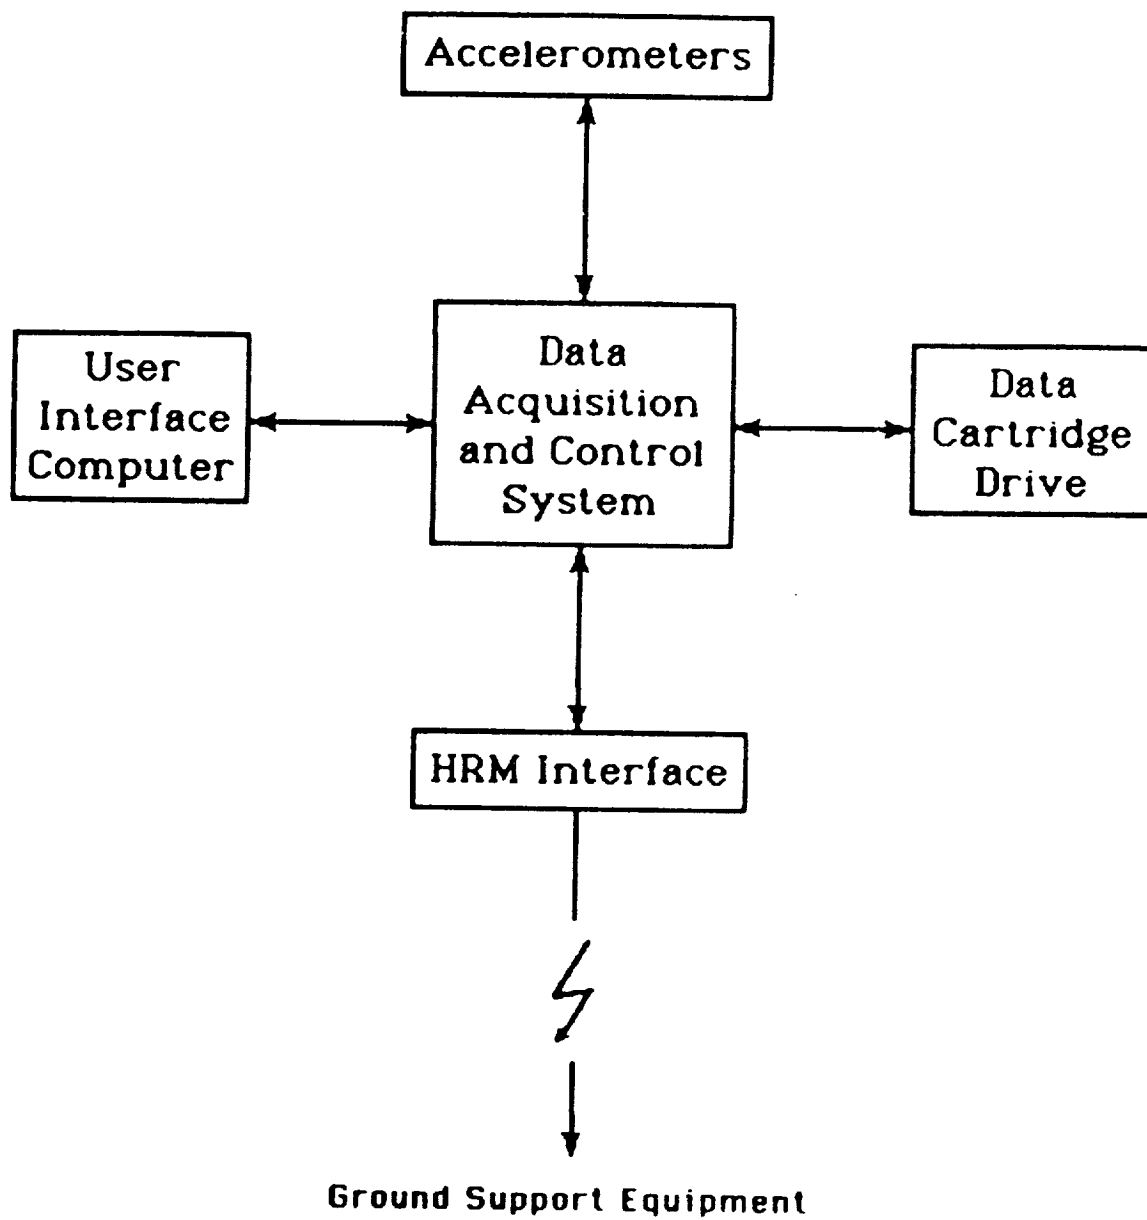 Accelerometers
User
Interface
Computer
Data
Acquisition
and Control
System
Data
Cartridge
Drive
HRM Interface
Ground Support Equipment